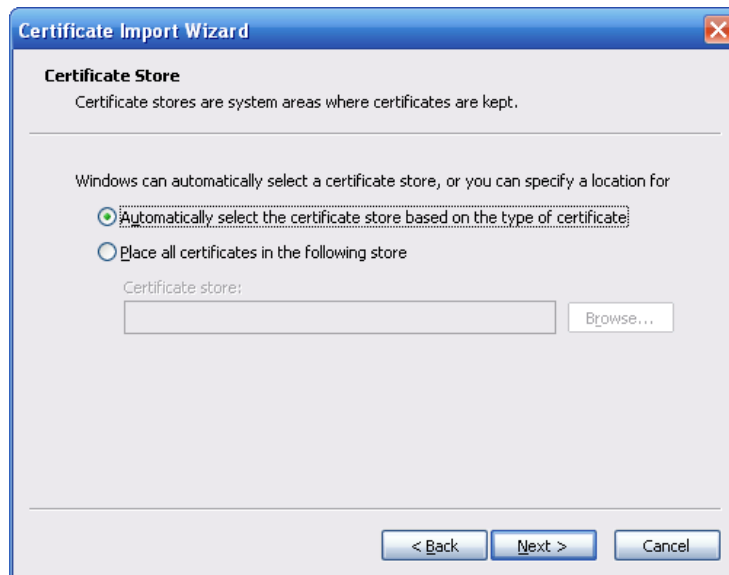 Certificate Import Wizard
Certificate Store
Certificate stores are system areas where certificates are kept.
Windows can automatically select a certificate store, or you can specify a location for
Automatically select the certificate store based on the type of certificate
Place all certificates in the following store
Certificate store:
Browse...
< Back Next > Cancel